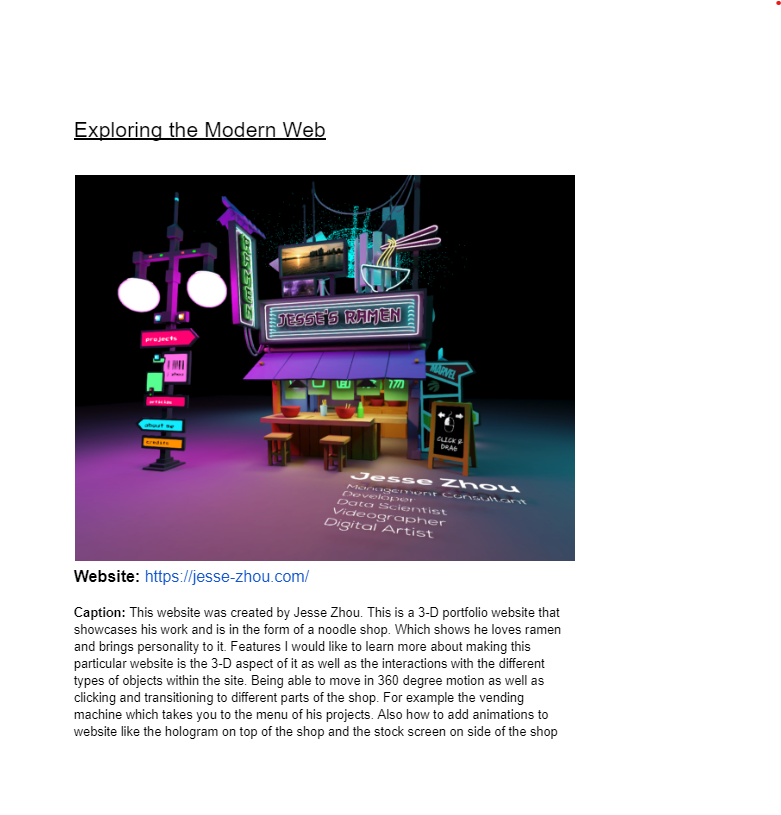 Exploring the Modern Web
JESSE'S RAMEN
projects
articles
about me
credits
MARVEL
CLICK &
DRAG
Jesse Zhou
Management Consultant
Developer
Data Scientist
Videographer
Digital Artist
Website: https://jesse-zhou.com/
Caption: This website was created by Jesse Zhou. This is a 3-D portfolio website that
showcases his work and is in the form of a noodle shop. Which shows he loves ramen
and brings personality to it. Features I would like to learn more about making this
particular website is the 3-D aspect of it as well as the interactions with the different
types of objects within the site. Being able to move in 360 degree motion as well as
clicking and transitioning to different parts of the shop. For example the vending
machine which takes you to the menu of his projects. Also how to add animations to
website like the hologram on top of the shop and the stock screen on side of the shop